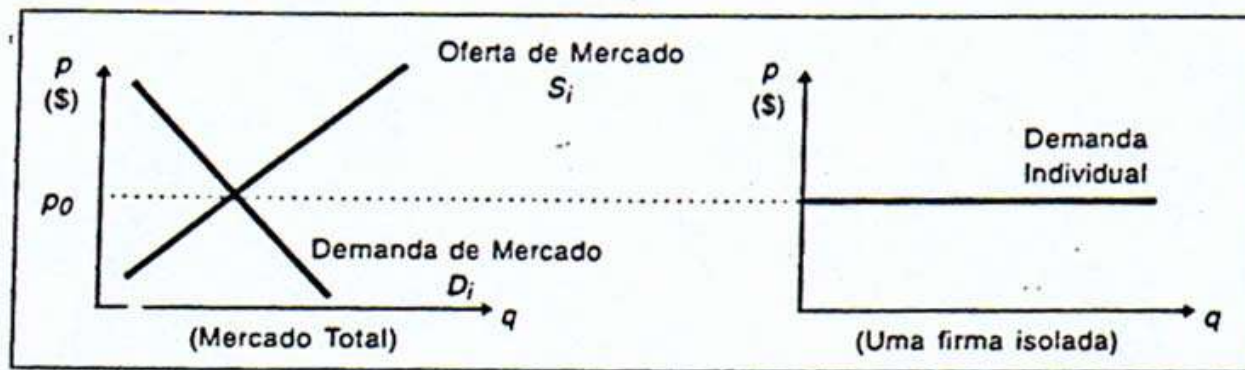 p
($)
Oferta de Mercado
Si
p0
Demanda de Mercado
Di
q
(Mercado Total)
p
($)
Demanda
Individual
q
(Uma firma isolada)